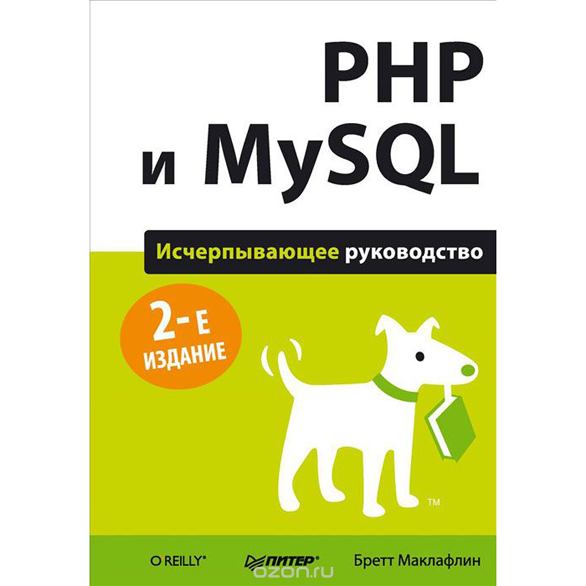 PHP
и MySQL
Исчерпывающее руководство
2-Е
ИЗДАНИЕ
TM
O REILLY® ПИТЕР® Бретт Маклафлин
ozon.ru